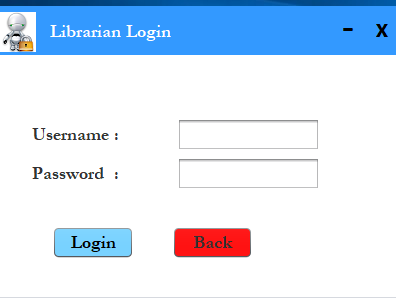 Librarian Login - X
Username :
Password :
Login Back